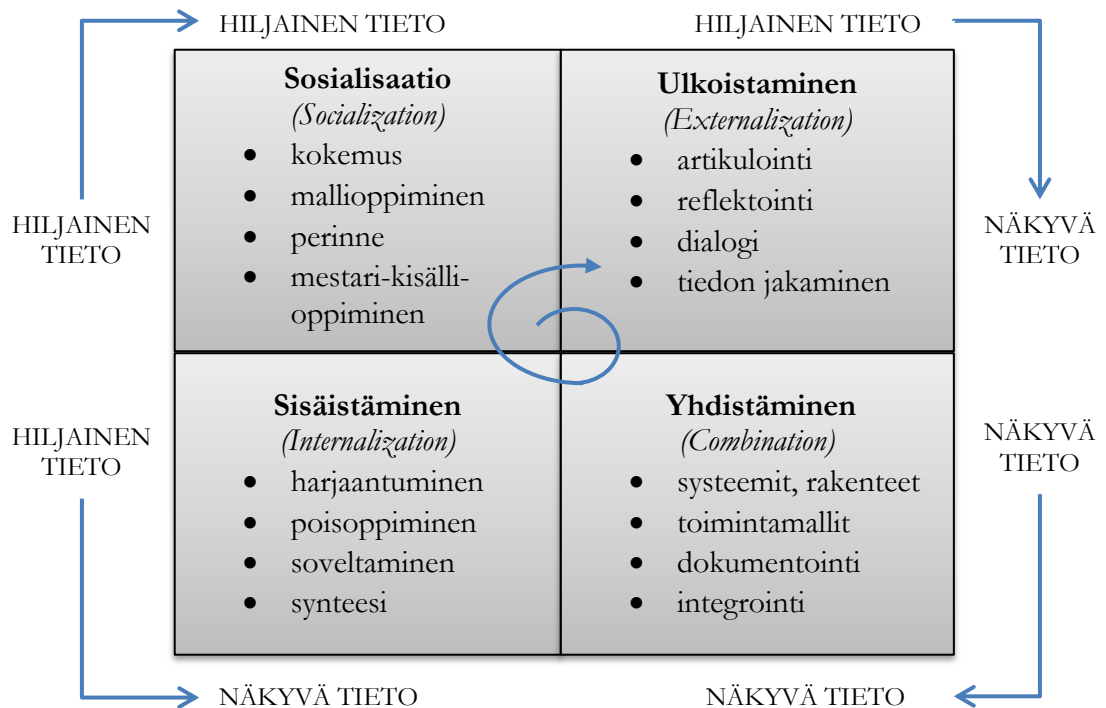 HILJAINEN TIETO
HILJAINEN TIETO
HILJAINEN
TIETO
Sosialisaatio
(Socialization)
• kokemus
• mallioppiminen
• perinne
• mestari-kisälli-
oppiminen
Ulkoistaminen
(Externalization)
• artikulointi
• reflektointi
• dialogi
• tiedon jakaminen
NÄKYVÄ
TIETO
HILJAINEN
TIETO
Sisäistäminen
(Internalization)
• harjaantuminen
• poisoppiminen
• soveltaminen
• synteesi
Yhdistäminen
(Combination)
• systeemit, rakenteet
• toimintamallit
• dokumentointi
• integrointi
NÄKYVÄ
TIETO
NÄKYVÄ TIETO
NÄKYVÄ TIETO